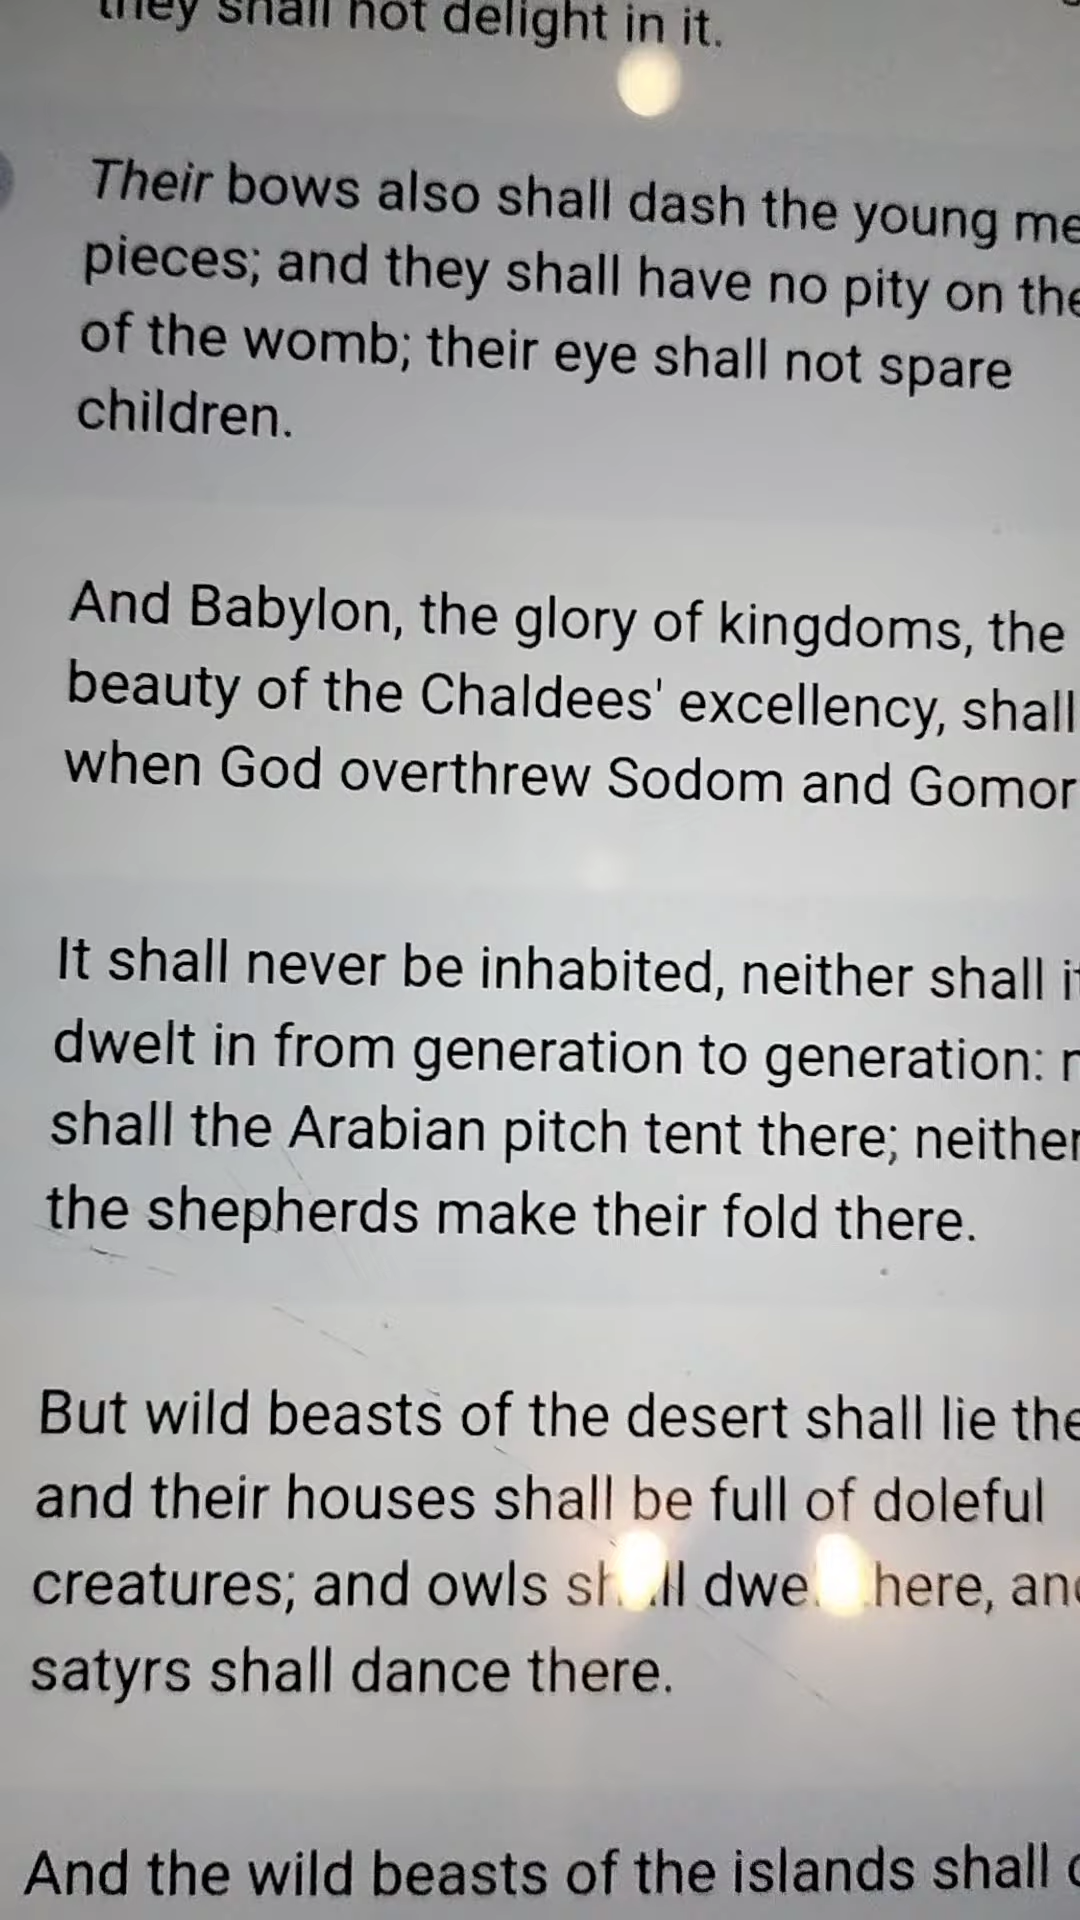 they shall not delight in it.
Their bows also shall dash the young
pieces; and they shall have no pity on
of the womb; their eye shall not spare
children.
And Babylon, the glory of kingdoms, the
beauty of the Chaldees' excellency, shall
when God overthrew Sodom and
It shall never be inhabited, neither shall
dwelt in from generation to generation:
shall the Arabian pitch tent there; neither
the shepherds make their fold there.
But wild beasts of the desert shall lie
and their houses shall be full of doleful
creatures; and owls
satyrs shall dance there.
And the wild beasts of the islands shall